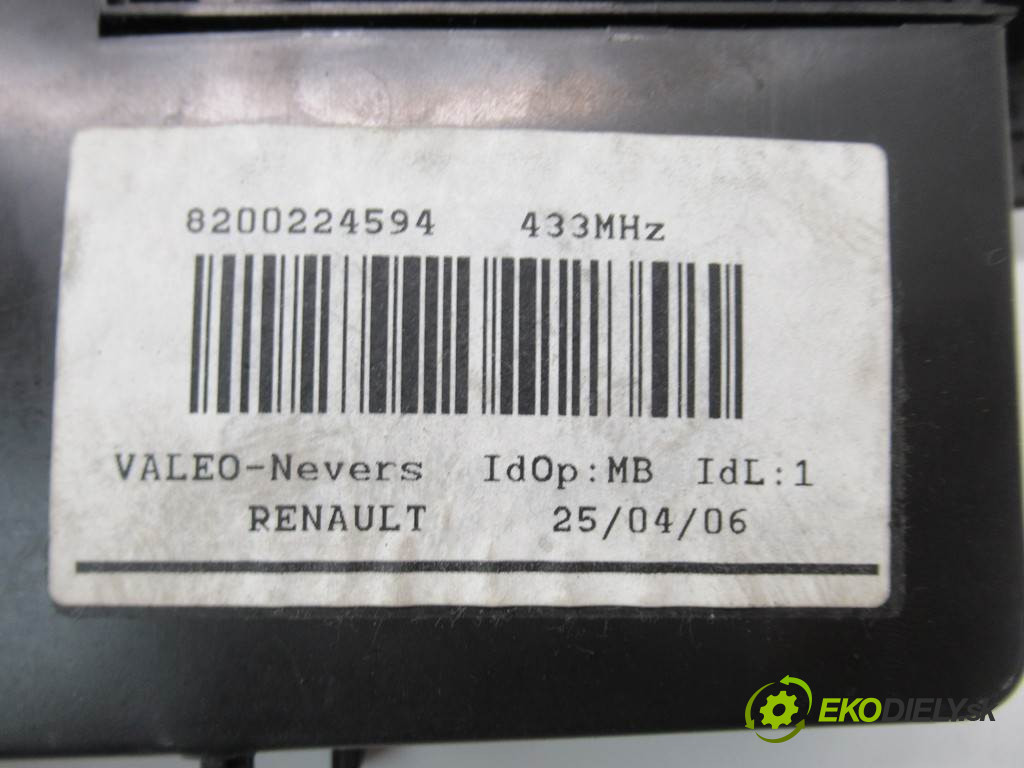 8200224594 433MHz
VALEO-Nevers IdOp:MB IdL:1
RENAULT 25/04/06
EKODIELY.sk